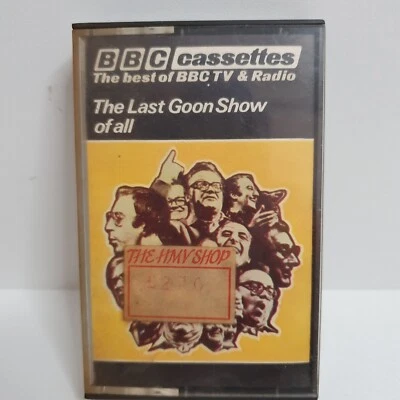 BBC cassettes
The best of BBC TV & Radio
The Last Goon Show
of all
THE HMV SHOP